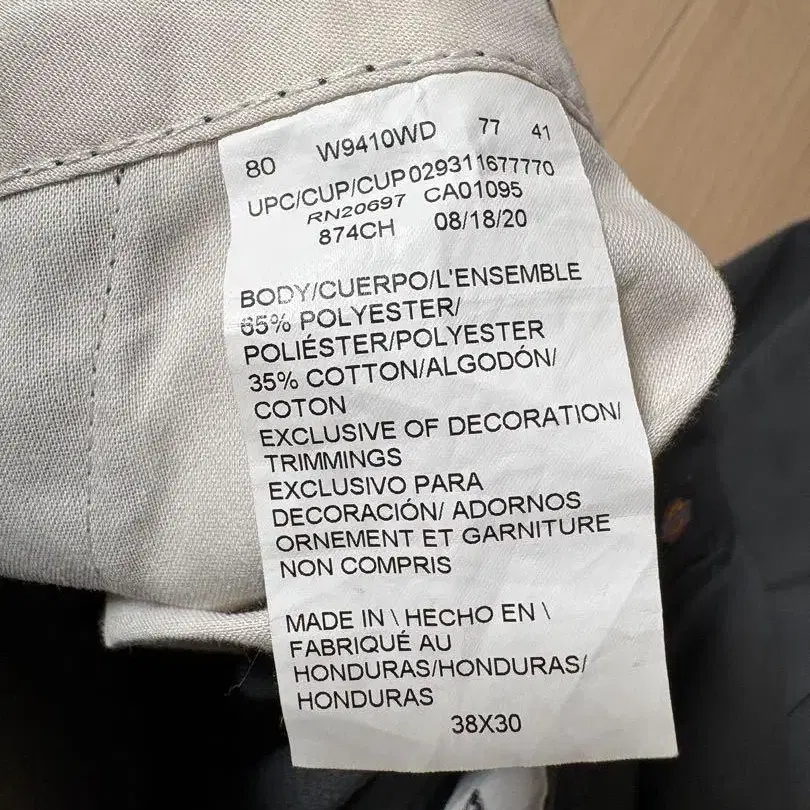 80 W9410WD 77 41
UPC/CUP/CUP 029311677770
RN20697 CA01095
874CH 08/18/20
BODY/CUERPO/L'ENSEMBLE
65% POLYESTER/
POLIÉSTER/POLYESTER
35% COTTON/ALGODÓN/
COTON
EXCLUSIVE OF DECORATION/
TRIMMINGS
EXCLUSIVO PARA
DECORACIÓN/ ADORNOS
ORNEMENT ET GARNITURE
NON COMPRIS
MADE IN \ HECHO EN \
FABRIQUÉ AU
HONDURAS/HONDURAS/
HONDURAS
38X30